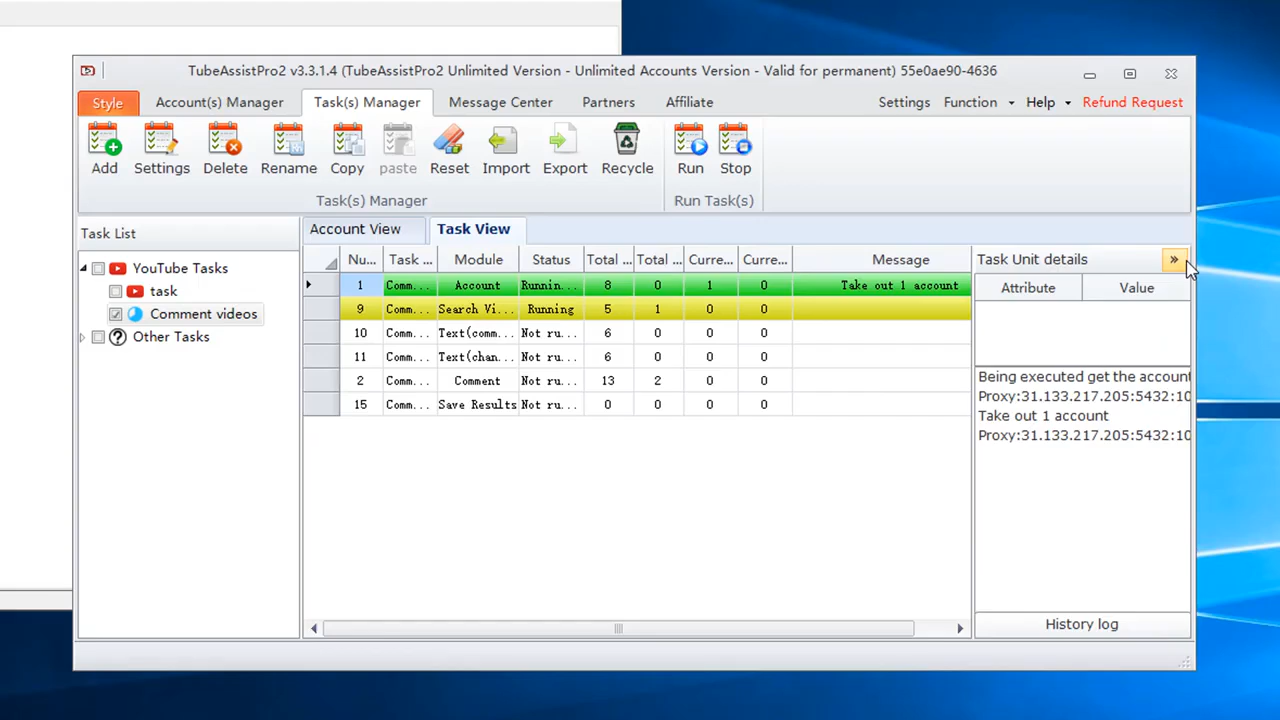 TubeAssistPro2 v3.3.1.4 (TubeAssistPro2 Unlimited Version - Unlimited Accounts Version - Valid for permanent) 55e0ae90-4636
Style Account(s) Manager Task(s) Manager Message Center Partners Affiliate Settings Function Help Refund Request
Add Settings Delete Rename Copy paste Reset Import Export Recycle Run Stop
Task(s) Manager Run Task(s)
Task List
YouTube Tasks
task
Comment videos
Other Tasks
Account View Task View
Nu... Task ... Module Status Total ... Total ... Curre... Curre... Message
1 Comm... Account Runnin... 8 0 1 0 Take out 1 account
9 Comm... Search Vi... Running 5 1 0 0
10 Comm... Text(comm... Not ru... 6 0 0 0
11 Comm... Text(chan... Not ru... 6 0 0 0
2 Comm... Comment Not ru... 13 2 0 0
15 Comm... Save Results Not ru... 0 0 0 0
Task Unit details »
Attribute Value
Being executed get the account
Proxy:31.133.217.205:5432:10
Take out 1 account
Proxy:31.133.217.205:5432:10
History log